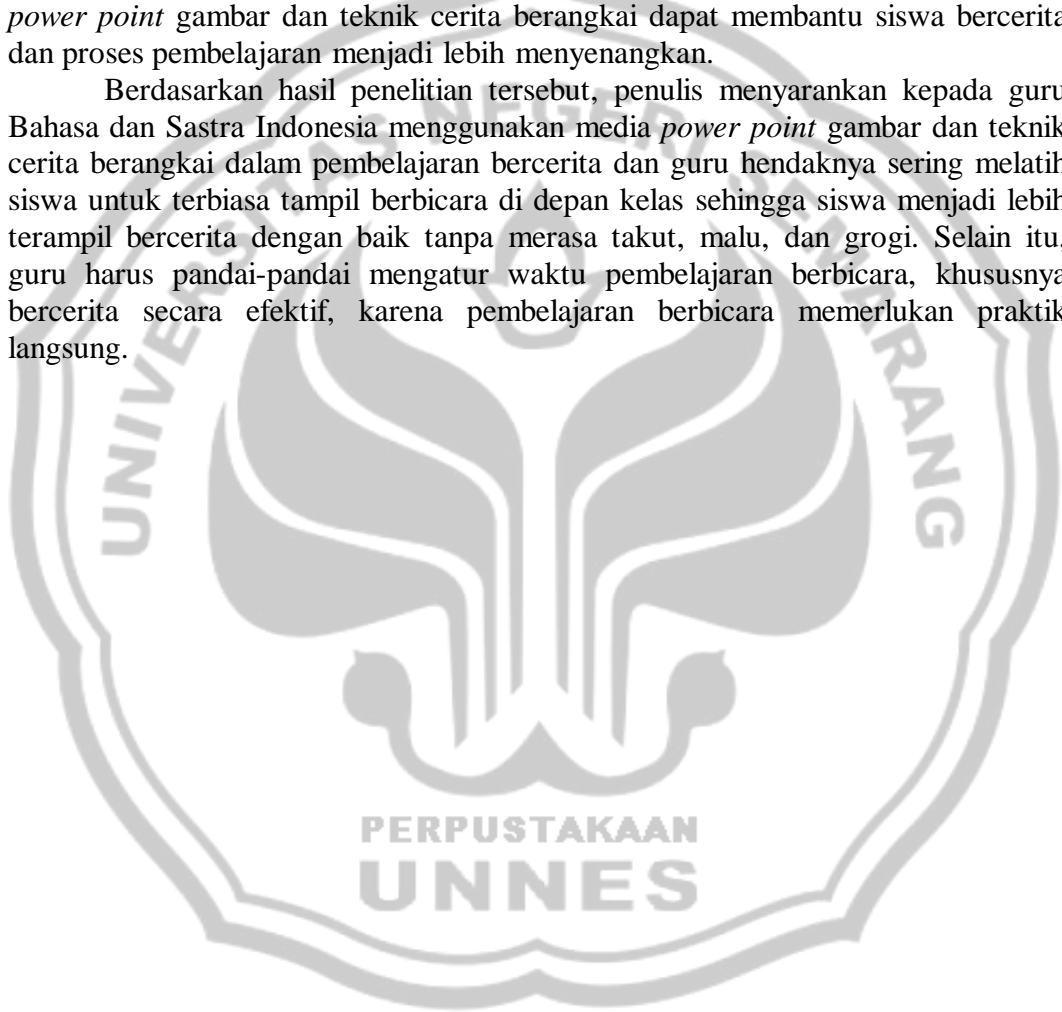 power point gambar dan teknik cerita berangkai dapat membantu siswa bercerita
dan proses pembelajaran menjadi lebih menyenangkan.
Berdasarkan hasil penelitian tersebut, penulis menyarankan kepada guru
Bahasa dan Sastra Indonesia menggunakan media power point gambar dan teknik
cerita berangkai dalam pembelajaran bercerita dan guru hendaknya sering melatih
siswa untuk terbiasa tampil berbicara di depan kelas sehingga siswa menjadi lebih
terampil bercerita dengan baik tanpa merasa takut, malu, dan grogi. Selain itu,
guru harus pandai-pandai mengatur waktu pembelajaran berbicara, khususnya
bercerita secara efektif, karena pembelajaran berbicara memerlukan praktik
langsung.
UNIVERSITAS NEGERI SEMARANG
PERPUSTAKAAN
UNNES